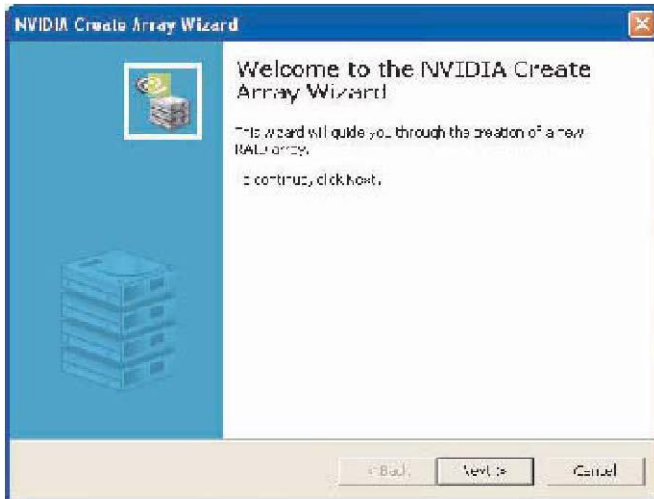 NVIDIA Create Array Wizard
Welcome to the NVIDIA Create
Array Wizard
This wizard will guide you through the creation of a new
RAID array.
To continue, click Next.
< Back
Next >
Cancel